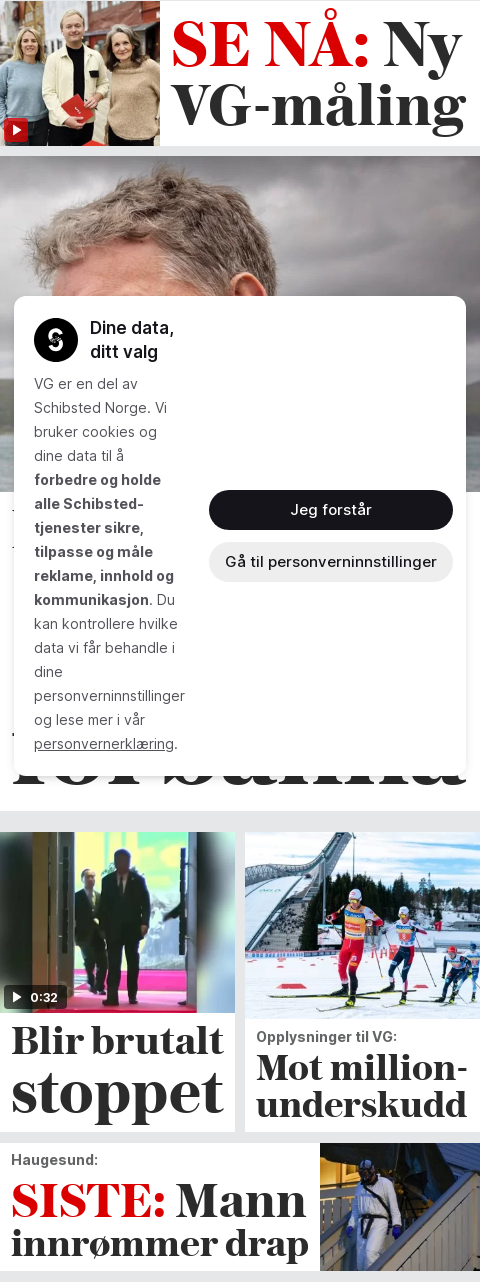 SE NÅ: Ny
VG-måling
Dine data,
ditt valg
VG er en del av
Schibsted Norge. Vi
bruker cookies og
dine data til å
forbedre og holde
alle Schibsted-
tjenester sikre,
tilpasse og måle
reklame, innhold og
kommunikasjon. Du
kan kontrollere hvilke
data vi får behandle i
dine
personverninnstillinger
og lese mer i vår
personvernerklæring.
Jeg forstår
Gå til personverninnstillinger
0:32
Blir brutalt
stoppet
Opplysninger til VG:
Mot million-
underskudd
Haugesund:
SISTE: Mann
innrømmer drap